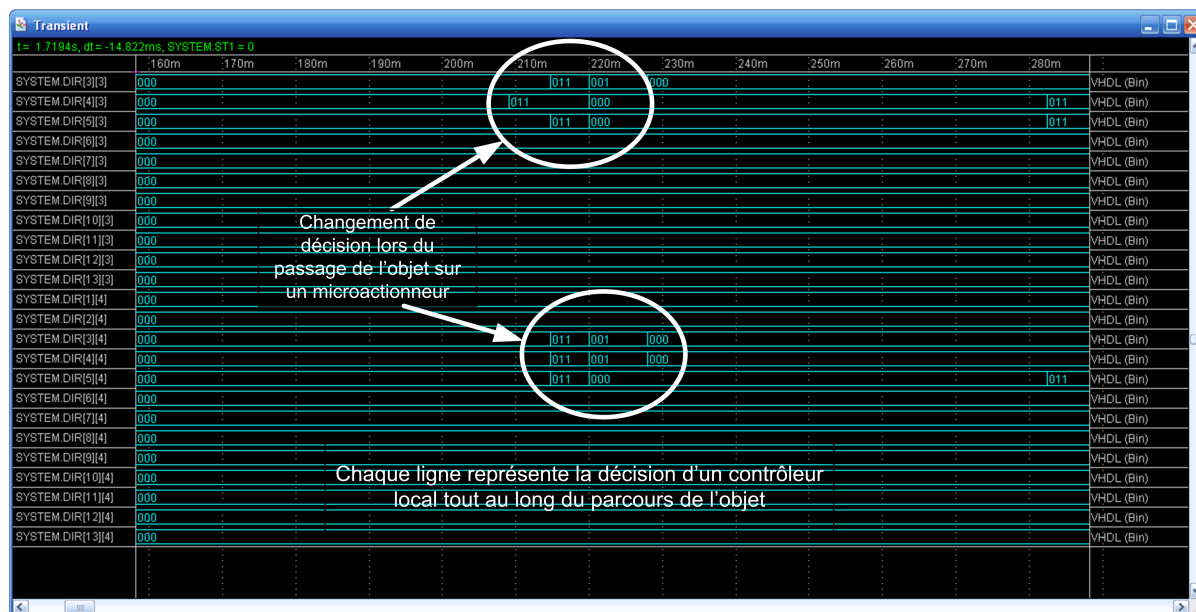 Transient
t= 1.7194s, dt= -14.822ms, SYSTEM.ST1 = 0
160m 170m 180m 190m 200m 210m 220m 230m 240m 250m 260m 270m 280m
SYSTEM.DIR[3][3] 000 011 001 000 VHDL (Bin)
SYSTEM.DIR[4][3] 000 011 000 011 VHDL (Bin)
SYSTEM.DIR[5][3] 000 011 000 011 VHDL (Bin)
SYSTEM.DIR[6][3] 000 VHDL (Bin)
SYSTEM.DIR[7][3] 000 VHDL (Bin)
SYSTEM.DIR[8][3] 000 VHDL (Bin)
SYSTEM.DIR[9][3] 000 VHDL (Bin)
SYSTEM.DIR[10][3] 000 VHDL (Bin)
SYSTEM.DIR[11][3] 000 VHDL (Bin)
SYSTEM.DIR[12][3] 000 VHDL (Bin)
SYSTEM.DIR[13][3] 000 VHDL (Bin)
Changement de
décision lors du
passage de l'objet sur
un microactionneur
SYSTEM.DIR[1][4] 000 VHDL (Bin)
SYSTEM.DIR[2][4] 000 VHDL (Bin)
SYSTEM.DIR[3][4] 000 011 001 000 VHDL (Bin)
SYSTEM.DIR[4][4] 000 011 001 000 VHDL (Bin)
SYSTEM.DIR[5][4] 000 011 000 011 VHDL (Bin)
SYSTEM.DIR[6][4] 000 VHDL (Bin)
SYSTEM.DIR[7][4] 000 VHDL (Bin)
SYSTEM.DIR[8][4] 000 VHDL (Bin)
SYSTEM.DIR[9][4] 000 VHDL (Bin)
SYSTEM.DIR[10][4] 000 VHDL (Bin)
SYSTEM.DIR[11][4] 000 VHDL (Bin)
SYSTEM.DIR[12][4] 000 VHDL (Bin)
SYSTEM.DIR[13][4] 000 VHDL (Bin)
Chaque ligne représente la décision d'un contrôleur
local tout au long du parcours de l'objet